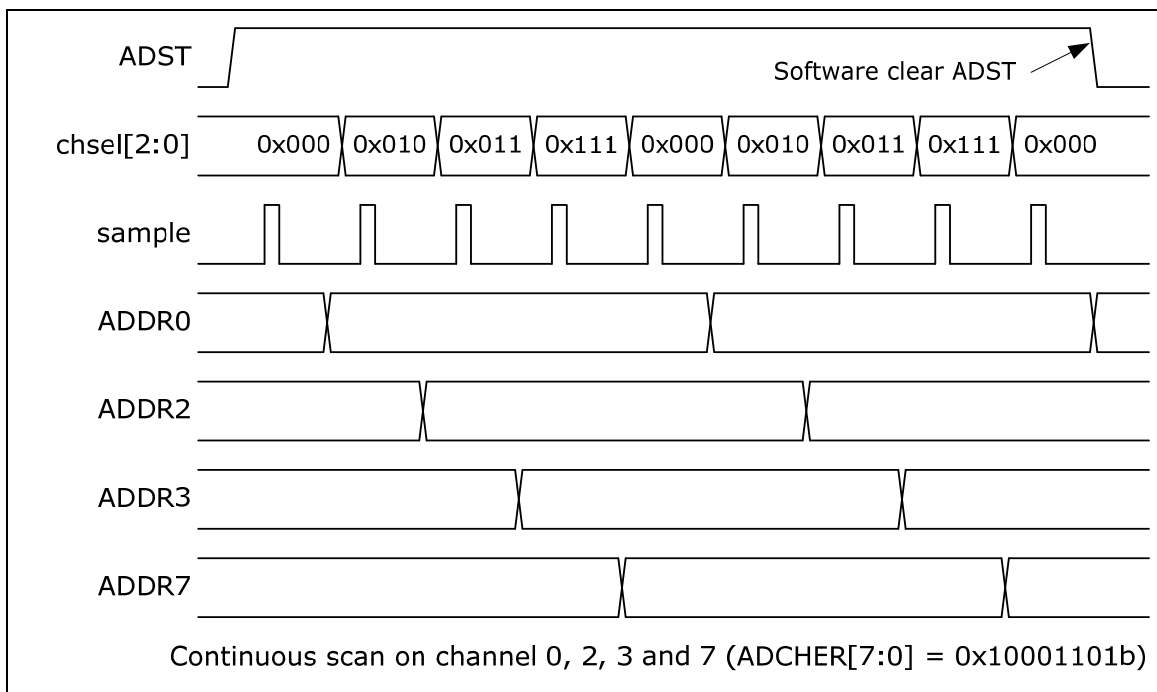 ADST
Software clear ADST
chsel[2:0] 0x000 0x010 0x011 0x111 0x000 0x010 0x011 0x111 0x000
sample
ADDR0
ADDR2
ADDR3
ADDR7
Continuous scan on channel 0, 2, 3 and 7 (ADCHER[7:0] = 0x10001101b)